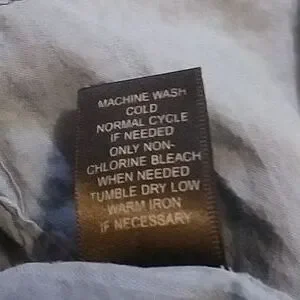 MACHINE WASH
COLD
NORMAL CYCLE
IF NEEDED
ONLY NON-
CHLORINE BLEACH
WHEN NEEDED
TUMBLE DRY LOW
WARM IRON
IF NECESSARY